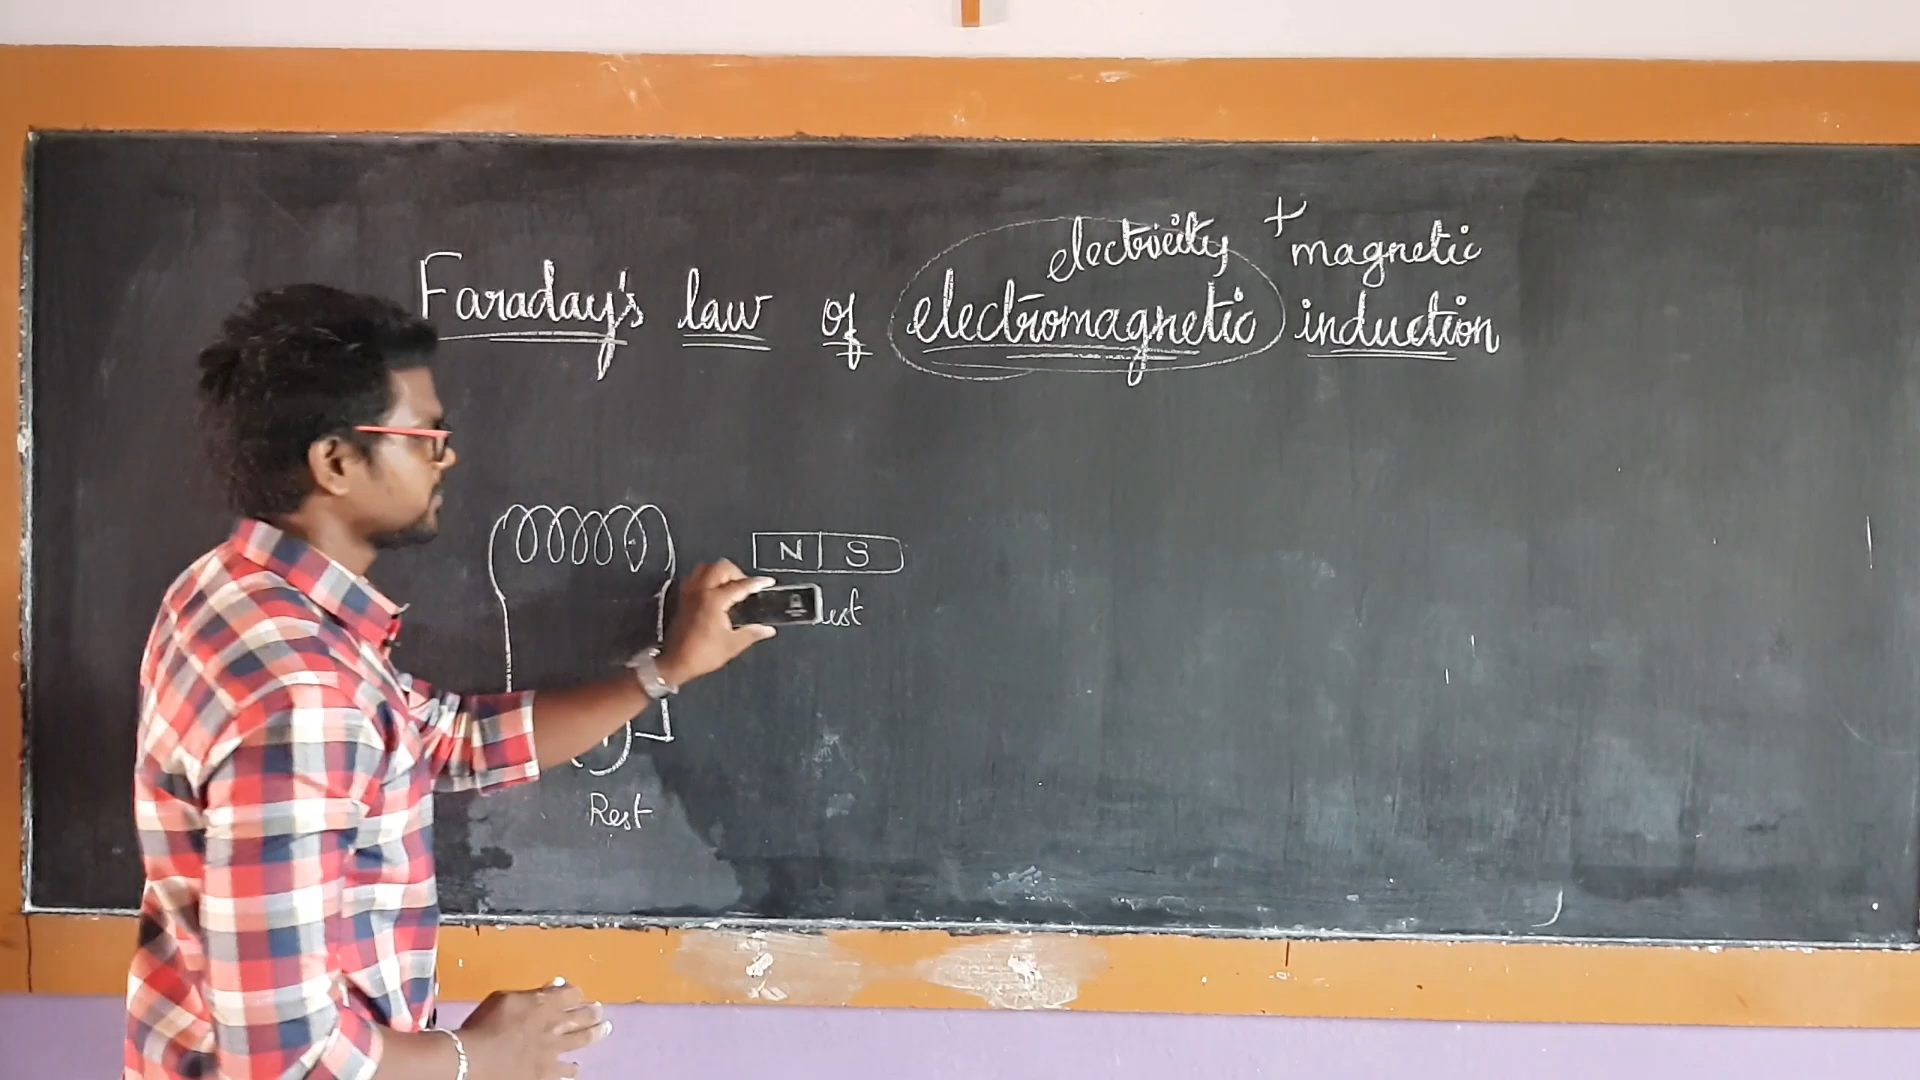 electricity + magnetic
Faraday's law of electromagnetic induction
N S
Rest